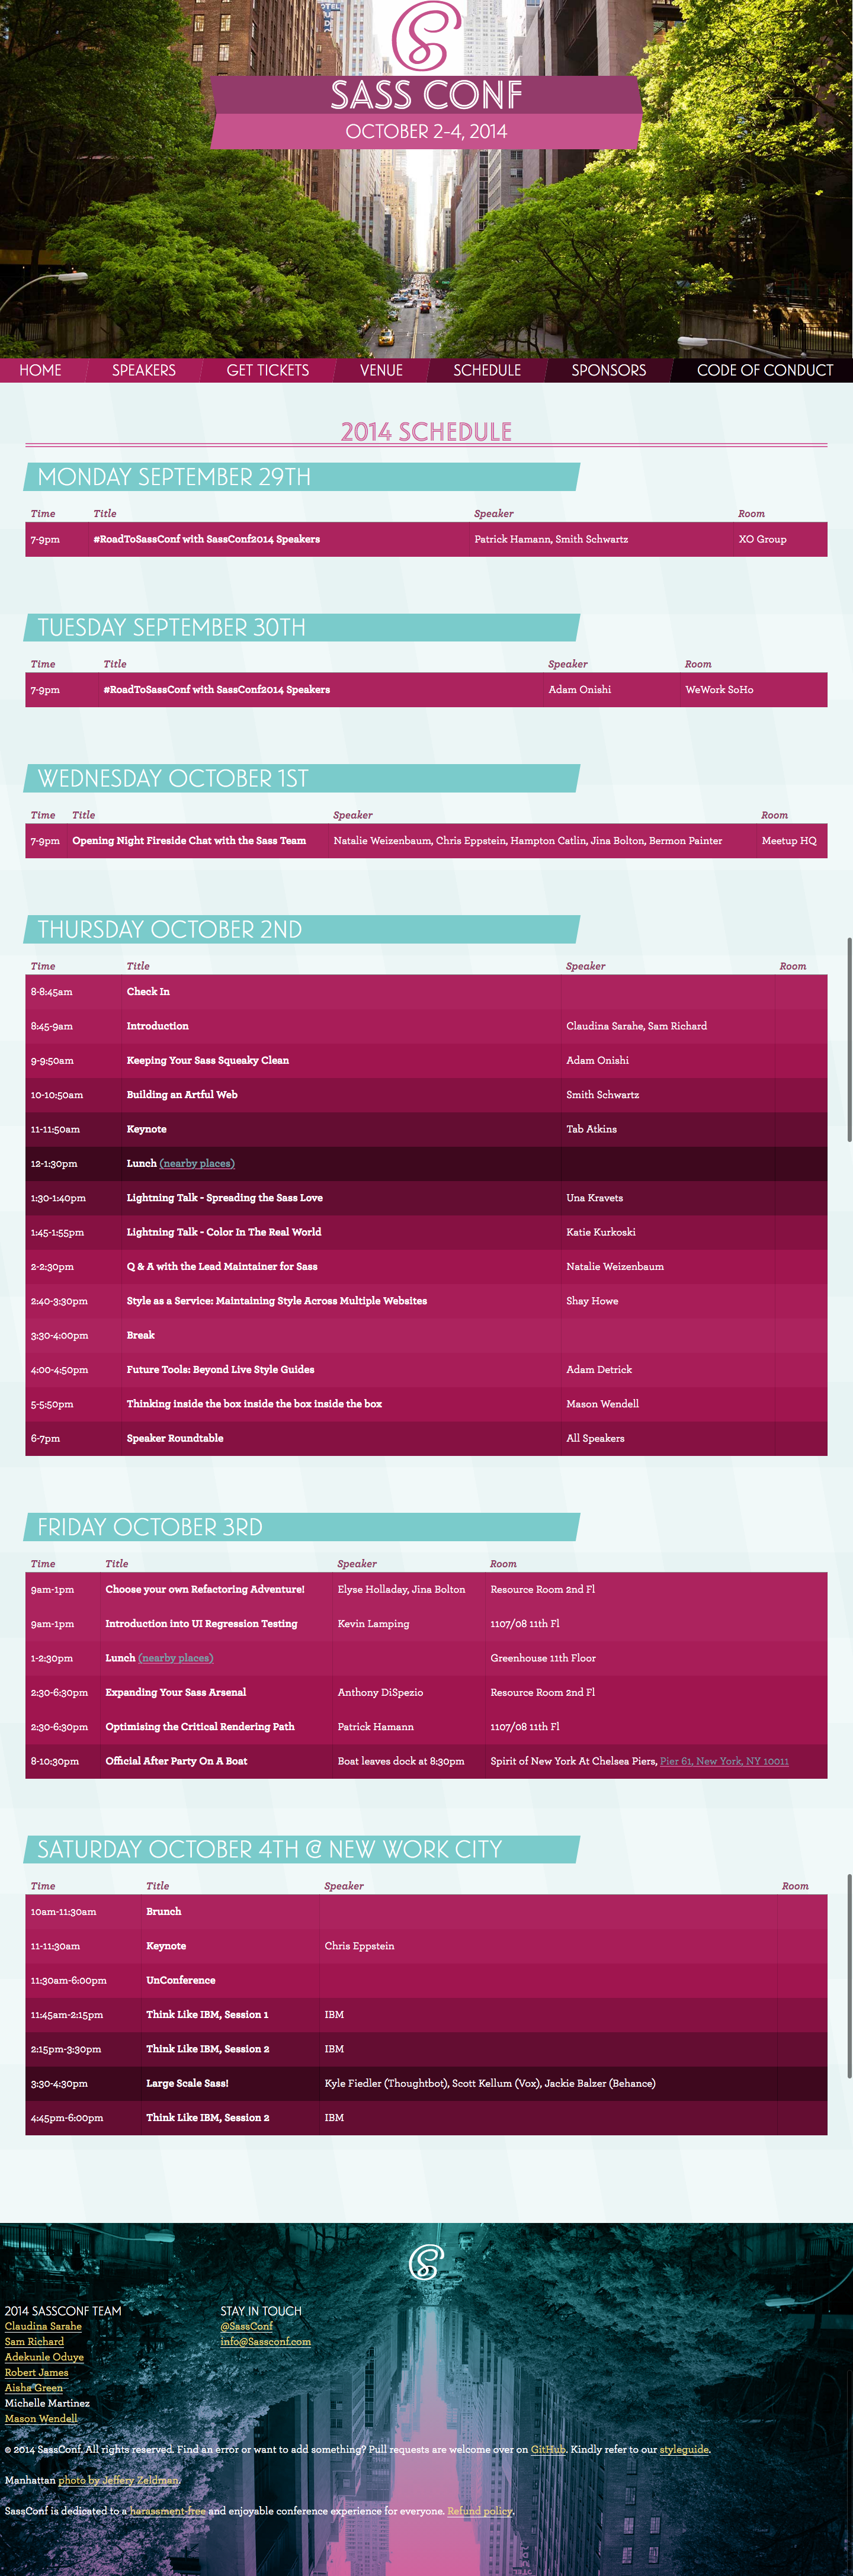 SASS CONF
OCTOBER 2-4, 2014
HOME SPEAKERS GET TICKETS VENUE SCHEDULE SPONSORS CODE OF CONDUCT
2014 SCHEDULE
MONDAY SEPTEMBER 29TH
Time Title Speaker Room
7-9pm #RoadToSassConf with SassConf2014 Speakers Patrick Hamann, Smith Schwartz XO Group
TUESDAY SEPTEMBER 30TH
Time Title Speaker Room
7-9pm #RoadToSassConf with SassConf2014 Speakers Adam Onishi WeWork SoHo
WEDNESDAY OCTOBER 1ST
Time Title Speaker Room
7-9pm Opening Night Fireside Chat with the Sass Team Natalie Weizenbaum, Chris Eppstein, Hampton Catlin, Jina Bolton, Bermon Painter Meetup HQ
THURSDAY OCTOBER 2ND
Time Title Speaker Room
8-8:45am Check In
8:45-9am Introduction Claudina Sarahe, Sam Richard
9-9:50am Keeping Your Sass Squeaky Clean Adam Onishi
10-10:50am Building an Artful Web Smith Schwartz
11-11:50am Keynote Tab Atkins
12-1:30pm Lunch (nearby places)
1:30-1:40pm Lightning Talk - Spreading the Sass Love Una Kravets
1:45-1:55pm Lightning Talk - Color In The Real World Katie Kurkoski
2-2:30pm Q & A with the Lead Maintainer for Sass Natalie Weizenbaum
2:40-3:30pm Style as a Service: Maintaining Style Across Multiple Websites Shay Howe
3:30-4:00pm Break
4:00-4:50pm Future Tools: Beyond Live Style Guides Adam Detrick
5-5:50pm Thinking inside the box inside the box inside the box Mason Wendell
6-7pm Speaker Roundtable All Speakers
FRIDAY OCTOBER 3RD
Time Title Speaker Room
9am-1pm Choose your own Refactoring Adventure! Elyse Holladay, Jina Bolton Resource Room 2nd Fl
9am-1pm Introduction into UI Regression Testing Kevin Lamping 1107/08 11th Fl
1-2:30pm Lunch (nearby places) Greenhouse 11th Floor
2:30-6:30pm Expanding Your Sass Arsenal Anthony DiSpezio Resource Room 2nd Fl
2:30-6:30pm Optimising the Critical Rendering Path Patrick Hamann 1107/08 11th Fl
8-10:30pm Official After Party On A Boat Boat leaves dock at 8:30pm Spirit of New York At Chelsea Piers, Pier 61, New York, NY 10011
SATURDAY OCTOBER 4TH @ NEW WORK CITY
Time Title Speaker Room
10am-11:30am Brunch
11-11:30am Keynote Chris Eppstein
11:30am-6:00pm UnConference
11:45am-2:15pm Think Like IBM, Session 1 IBM
2:15pm-3:30pm Think Like IBM, Session 2 IBM
3:30-4:30pm Large Scale Sass! Kyle Fiedler (Thoughtbot), Scott Kellum (Vox), Jackie Balzer (Behance)
4:45pm-6:00pm Think Like IBM, Session 2 IBM
2014 SASSCONF TEAM
Claudina Sarahe
Sam Richard
Adekunle Oduye
Robert James
Aisha Green
Michelle Martinez
Mason Wendell
STAY IN TOUCH
@SassConf
info@Sassconf.com
© 2014 SassConf. All rights reserved. Find an error or want to add something? Pull requests are welcome over on GitHub. Kindly refer to our styleguide.
Manhattan photo by Jeffery Zeldman.
SassConf is dedicated to a harassment-free and enjoyable conference experience for everyone. Refund policy.